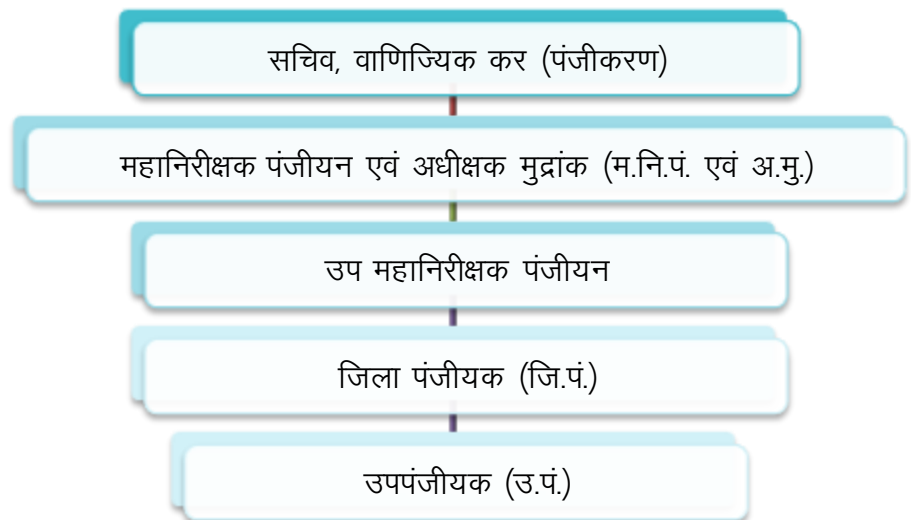 सचिव, वाणिज्यिक कर (पंजीकरण)
महानिरीक्षक पंजीयन एवं अधीक्षक मुद्रांक (म.नि.पं. एवं अ.मु.)
उप महानिरीक्षक पंजीयन
जिला पंजीयक (जि.पं.)
उपपंजीयक (उ.पं.)